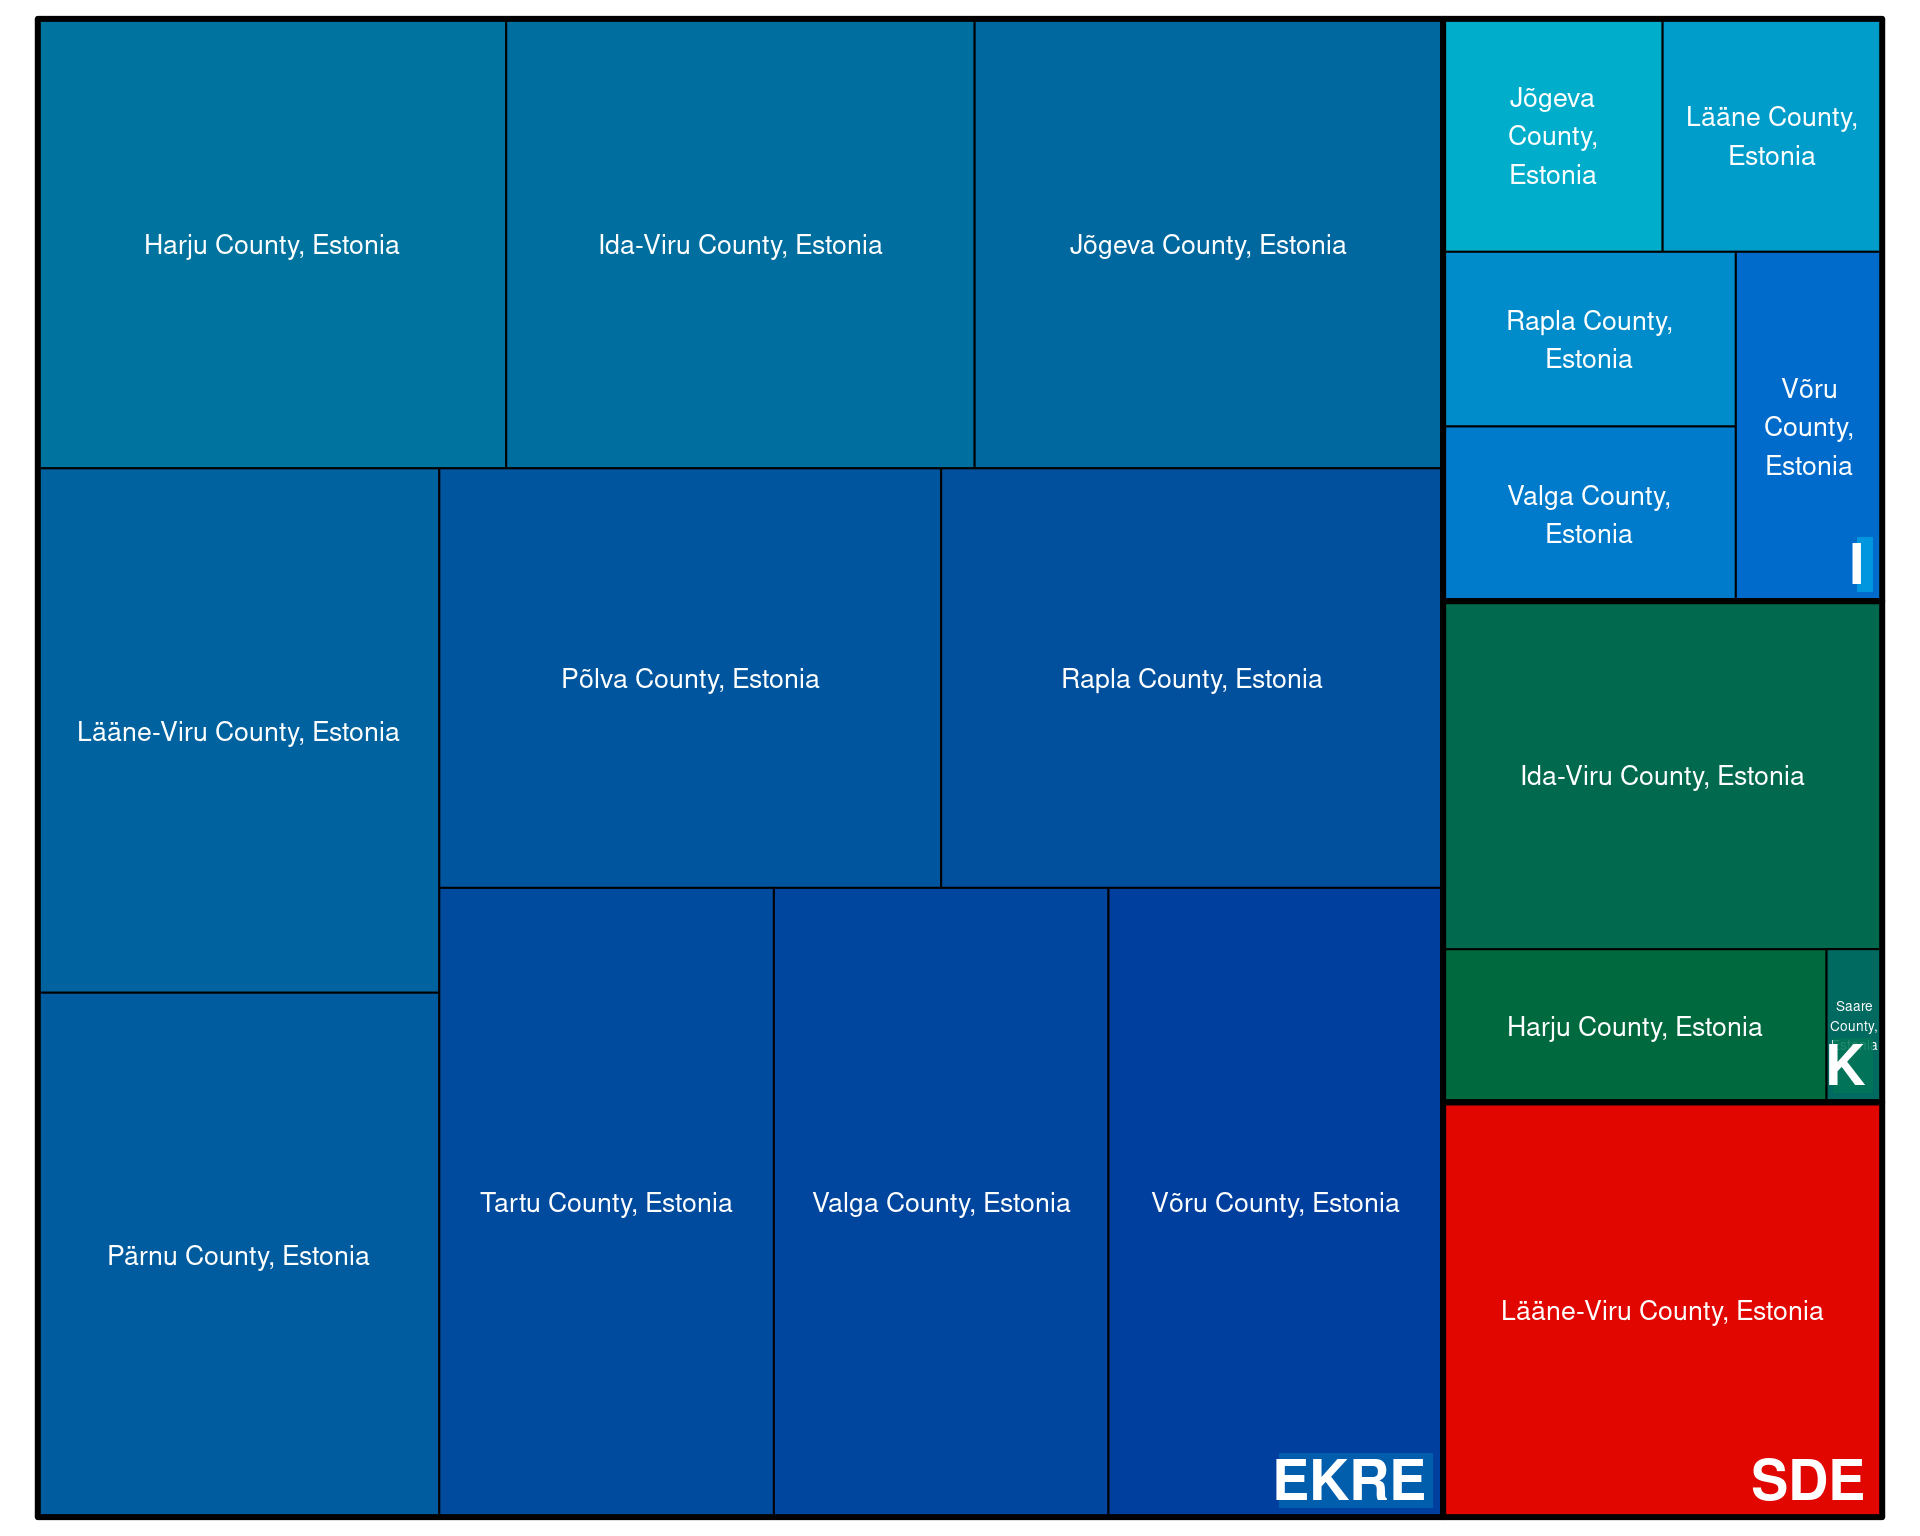 Harju County, Estonia
Ida-Viru County, Estonia
Jõgeva County, Estonia
Lääne-Viru County, Estonia
Põlva County, Estonia
Rapla County, Estonia
Pärnu County, Estonia
Tartu County, Estonia
Valga County, Estonia
Võru County, Estonia
EKRE
Jõgeva
County,
Estonia
Lääne County,
Estonia
Rapla County,
Estonia
Valga County,
Estonia
Võru
County,
Estonia
I
Ida-Viru County, Estonia
Harju County, Estonia
Saare
County,
Estonia
K
Lääne-Viru County, Estonia
SDE